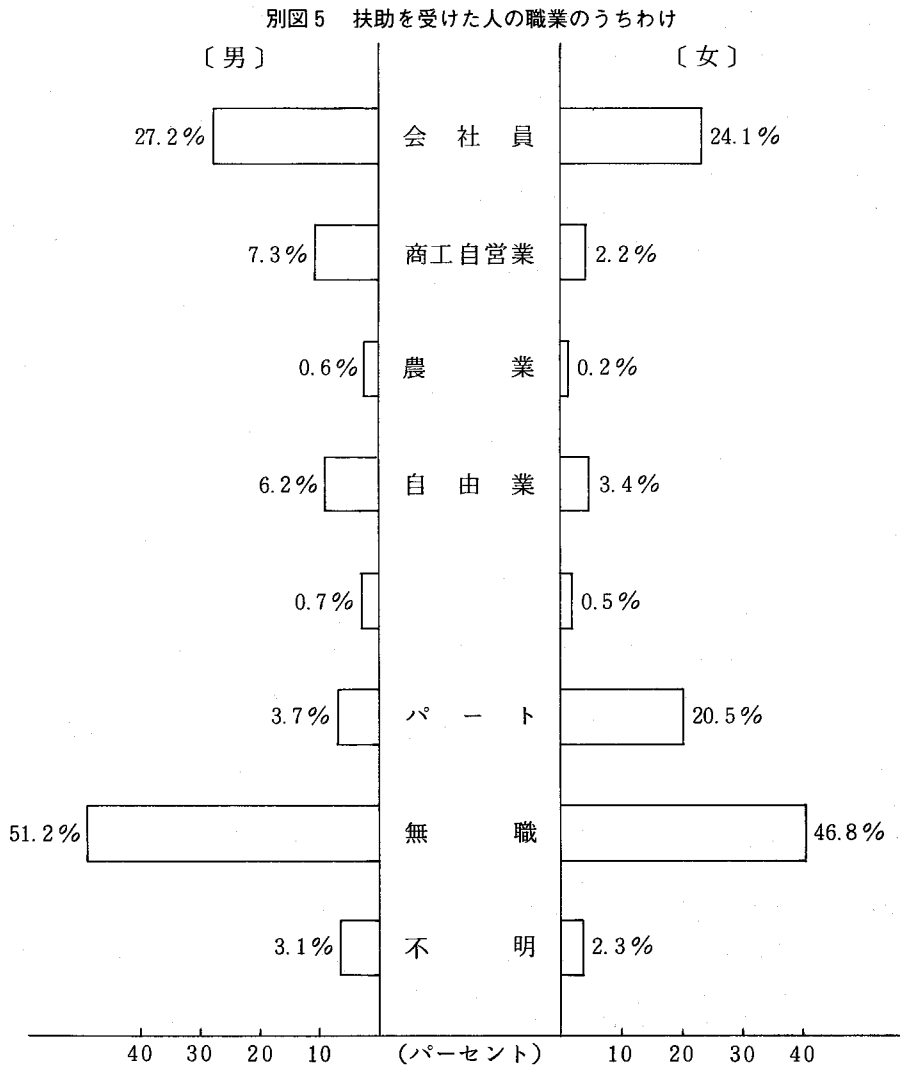 別図5 扶助を受けた人の職業のうちわけ
〔男〕 〔女〕
27.2% 会社員 24.1%
7.3% 商工自営業 2.2%
0.6% 農業 0.2%
6.2% 自由業 3.4%
0.7% 0.5%
3.7% パート 20.5%
51.2% 無職 46.8%
3.1% 不明 2.3%
40 30 20 10 (パーセント) 10 20 30 40